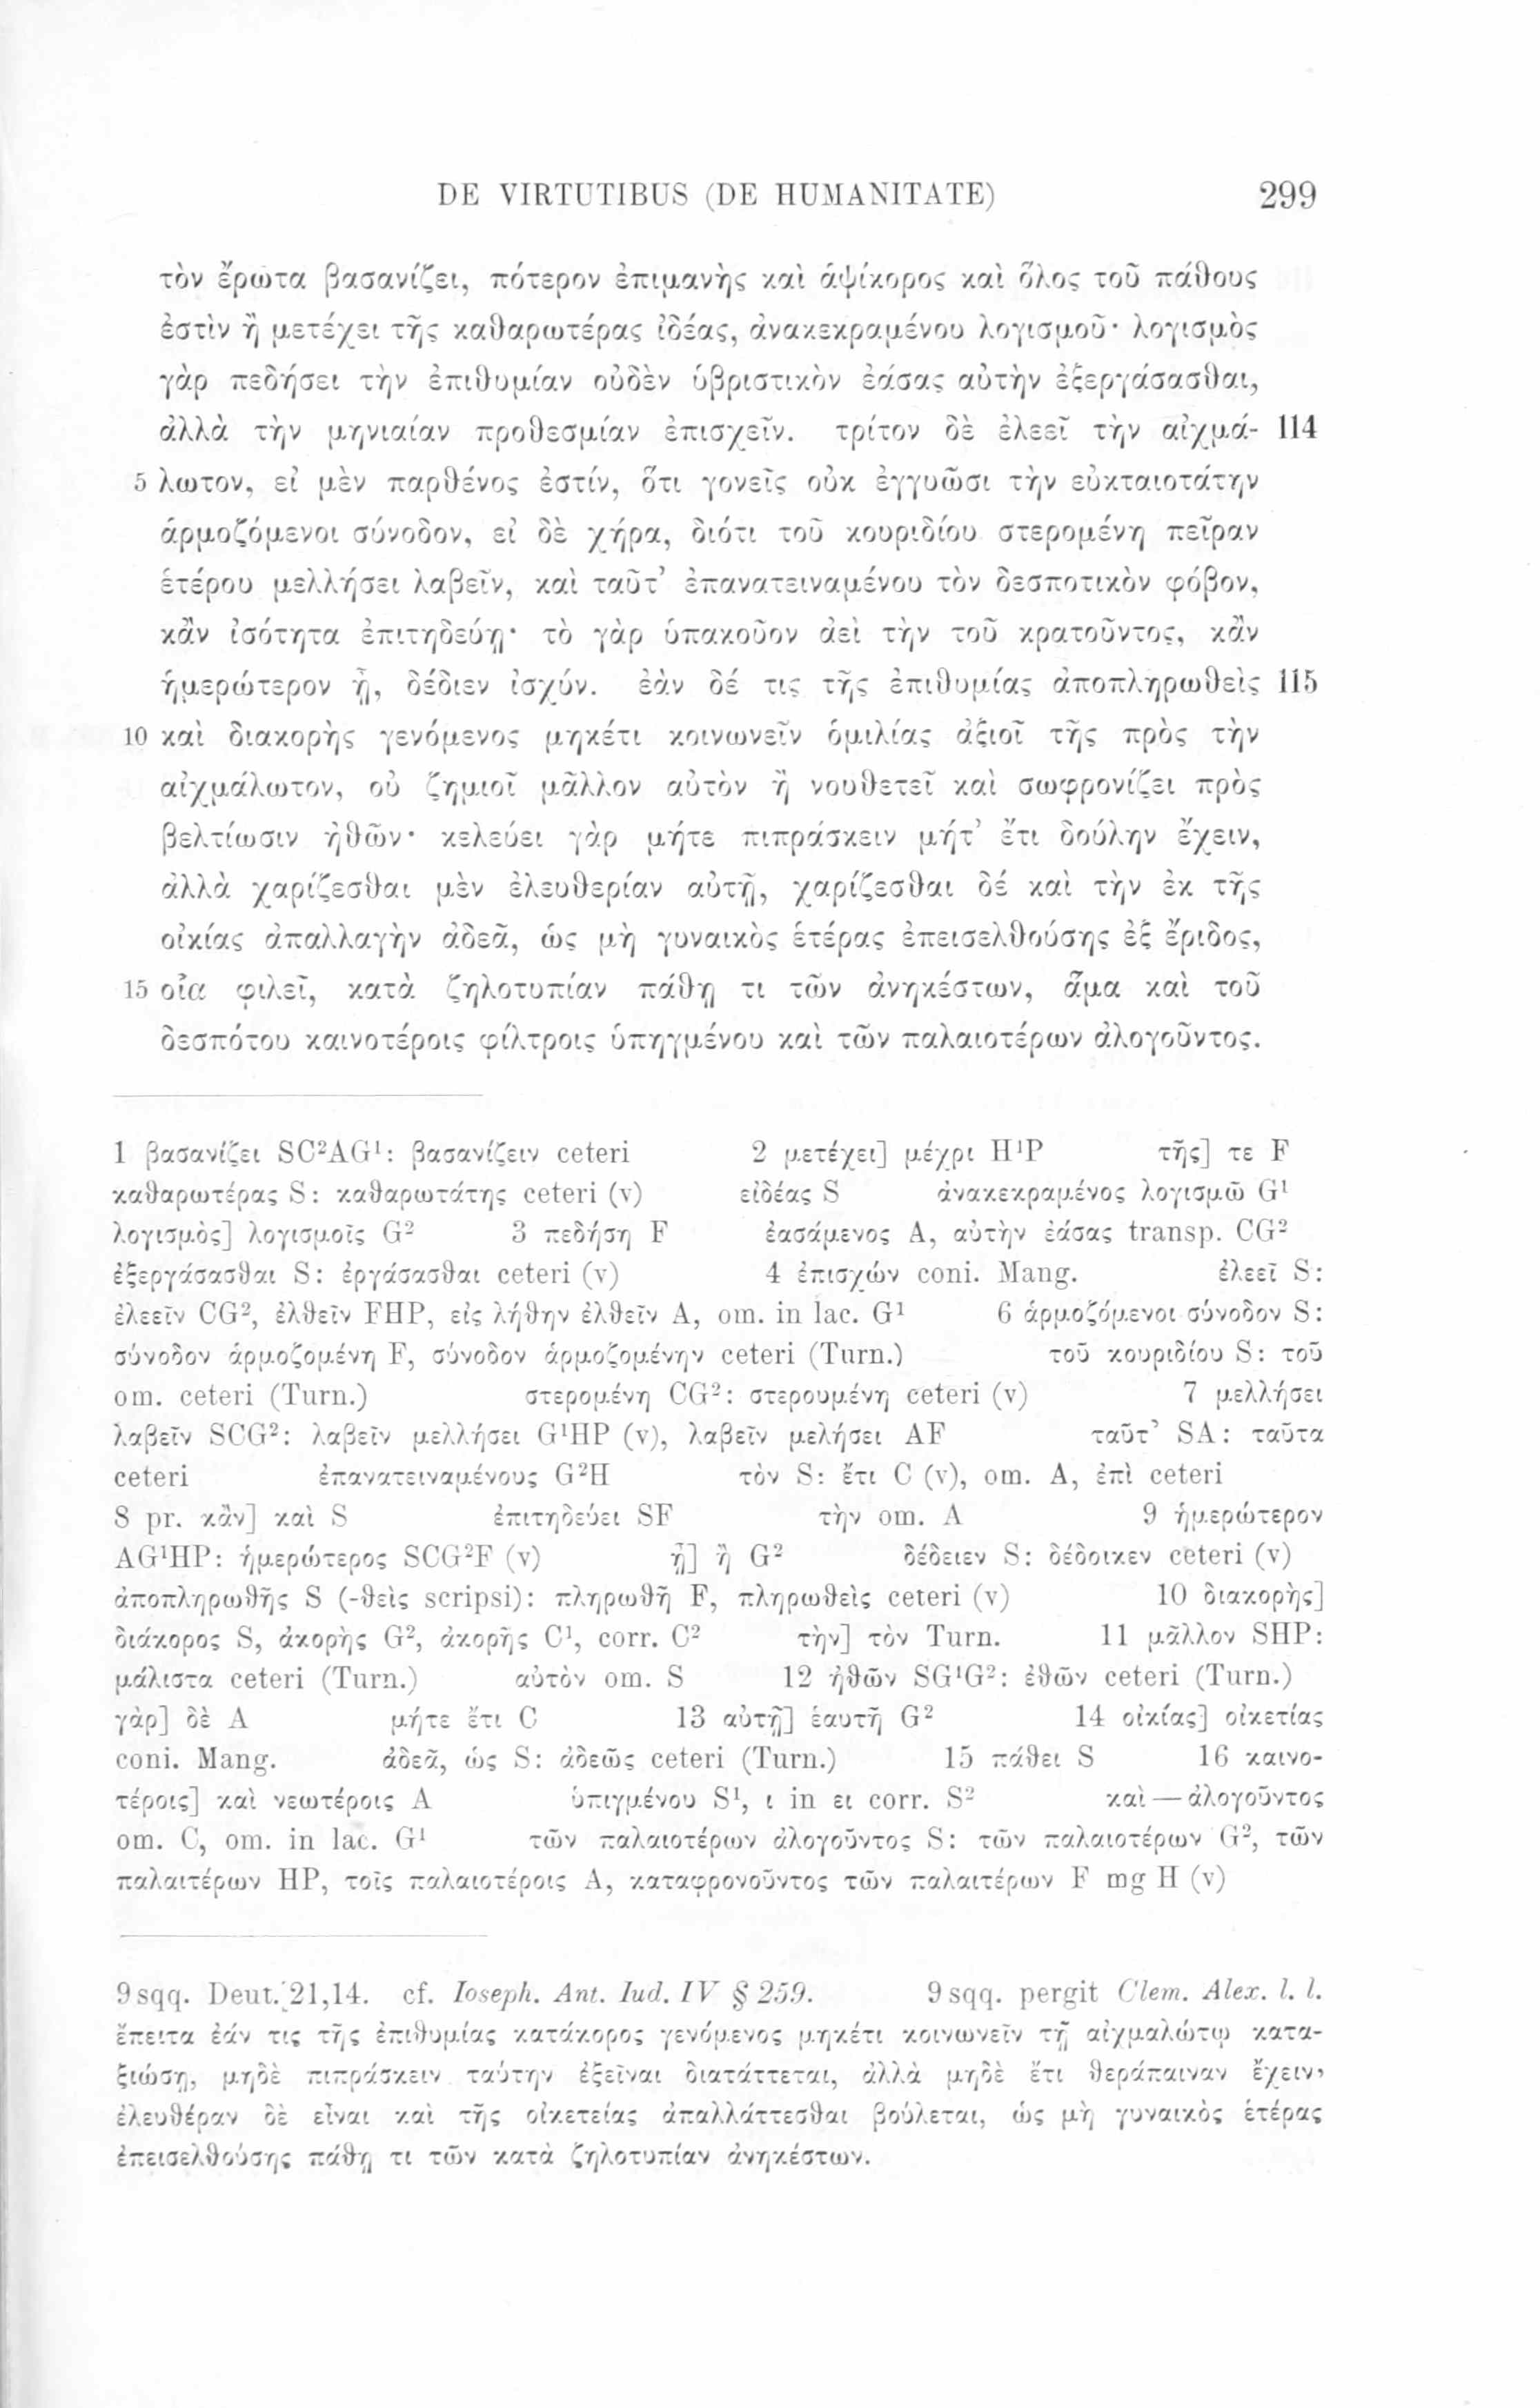 DE VIRTUTIBUS (DE HUMANITATE) 299
τὸν ἔρωτα βασανίζει, πότερον ἐπιμανὴς καὶ ἁψίκορος καὶ ὅλος τοῦ πάθους
ἐστὶν ἢ μετέχει τῆς καθαρωτέρας ἰδέας, ἀνακεκραμένου λογισμοῦ· λογισμὸς
γὰρ πεδήσει τὴν ἐπιθυμίαν οὐδὲν ὑβριστικὸν ἐάσας αὐτὴν ἐξεργάσασθαι,
ἀλλὰ τὴν μηνιαίαν προθεσμίαν ἐπισχεῖν. τρίτον δὲ ἐλεεῖ τὴν αἰχμά- 114
5 λωτον, εἰ μὲν παρθένος ἐστίν, ὅτι γονεῖς οὐκ ἐγγυῶσι τὴν εὐκταιοτάτην
ἁρμοζόμενοι σύνοδον, εἰ δὲ χήρα, διότι τοῦ κουριδίου στερομένη πεῖραν
ἑτέρου μελλήσει λαβεῖν, καὶ ταῦτ’ ἐπανατειναμένου τὸν δεσποτικὸν φόβον,
κἂν ἰσότητα ἐπιτηδεύῃ· τὸ γὰρ ὑπακοῦον ἀεὶ τὴν τοῦ κρατοῦντος, κἂν
ἡμερώτερον ᾖ, δέδιεν ἰσχύν. ἐὰν δέ τις τῆς ἐπιθυμίας ἀποπληρωθεὶς 115
10 καὶ διακορὴς γενόμενος μηκέτι κοινωνεῖν ὁμιλίας ἀξιοῖ τῆς πρὸς τὴν
αἰχμάλωτον, οὐ ζημιοῖ μᾶλλον αὐτὸν ἢ νουθετεῖ καὶ σωφρονίζει πρὸς
βελτίωσιν ἠθῶν· κελεύει γὰρ μήτε πιπράσκειν μήτ’ ἔτι δούλην ἔχειν,
ἀλλὰ χαρίζεσθαι μὲν ἐλευθερίαν αὐτῇ, χαρίζεσθαι δέ καὶ τὴν ἐκ τῆς
οἰκίας ἀπαλλαγὴν ἀδεᾶ, ὡς μὴ γυναικὸς ἑτέρας ἐπεισελθούσης ἐξ ἔριδος,
15 οἷα φιλεῖ, κατὰ ζηλοτυπίαν πάθῃ τι τῶν ἀνηκέστων, ἅμα καὶ τοῦ
δεσπότου καινοτέροις φίλτροις ὑπηγμένου καὶ τῶν παλαιοτέρων ἀλογοῦντος.
1 βασανίζει SC²AG¹: βασανίζειν ceteri 2 μετέχει] μέχρι H¹P τῆς] τε F
καθαρωτέρας S: καθαρωτάτης ceteri (v) εἰδέας S ἀνακεκραμένος λογισμῶ G¹
λογισμὸς] λογισμοῖς G² 3 πεδήση F ἐασάμενος A, αὐτὴν ἐάσας transp. CG²
ἐξεργάσασθαι S: ἐργάσασθαι ceteri (v) 4 ἐπισχών coni. Mang. ἐλεεῖ S:
ἐλεεῖν CG², ἐλθεῖν FHP, εἰς λήθην ἐλθεῖν A, om. in lac. G¹ 6 ἁρμοζόμενοι σύνοδον S:
σύνοδον ἁρμοζομένη F, σύνοδον ἁρμοζομένην ceteri (Turn.) τοῦ κουριδίου S: τοῦ
om. ceteri (Turn.) στερομένη CG²: στερουμένη ceteri (v) 7 μελλήσει
λαβεῖν SCG²: λαβεῖν μελλήσει G¹HP (v), λαβεῖν μελήσει AF ταῦτ’ SA: ταῦτα
ceteri ἐπανατειναμένους G²H τὸν S: ἔτι C (v), om. A, ἐπὶ ceteri
8 pr. κἂν] καὶ S ἐπιτηδεύει SF τὴν om. A 9 ἡμερώτερον
AG¹HP: ἡμερώτερος SCG²F (v) ᾖ] ἢ G² δέδειεν S: δέδοικεν ceteri (v)
ἀποπληρωθῆς S (-θεὶς scripsi): πληρωθῆ F, πληρωθεὶς ceteri (v) 10 διακορὴς]
διάκορος S, ἀκορὴς G², ἀκορῆς C¹, corr. C² τὴν] τὸν Turn. 11 μᾶλλον SHP:
μάλιστα ceteri (Turn.) αὐτὸν om. S 12 ἠθῶν SG¹G²: ἐθῶν ceteri (Turn.)
γὰρ] δὲ A μήτε ἔτι C 13 αὐτῇ] ἑαυτῆ G² 14 οἰκίας] οἰκετίας
coni. Mang. ἀδεᾶ, ὡς S: ἀδεῶς ceteri (Turn.) 15 πάθει S 16 καινο-
τέροις] καὶ νεωτέροις A ὑπιγμένου S¹, ι in ει corr. S² καὶ — ἀλογοῦντος
om. C, om. in lac. G¹ τῶν παλαιοτέρων ἀλογοῦντος S: τῶν παλαιοτέρων G², τῶν
παλαιτέρων HP, τοῖς παλαιοτέροις A, καταφρονοῦντος τῶν παλαιτέρων F mg H (v)
9 sqq. Deut. 21,14. cf. Ioseph. Ant. Iud. IV § 259. 9 sqq. pergit Clem. Alex. l. l.
ἔπειτα ἐάν τις τῆς ἐπιθυμίας κατάκορος γενόμενος μηκέτι κοινωνεῖν τῇ αἰχμαλώτῳ κατα-
ξιώσῃ, μηδὲ πιπράσκειν ταύτην ἐξεῖναι διατάττεται, ἀλλὰ μηδὲ ἔτι θεράπαιναν ἔχειν,
ἐλευθέραν δὲ εἶναι καὶ τῆς οἰκετείας ἀπαλλάττεσθαι βούλεται, ὡς μὴ γυναικὸς ἑτέρας
ἐπεισελθούσης πάθῃ τι τῶν κατὰ ζηλοτυπίαν ἀνηκέστων.